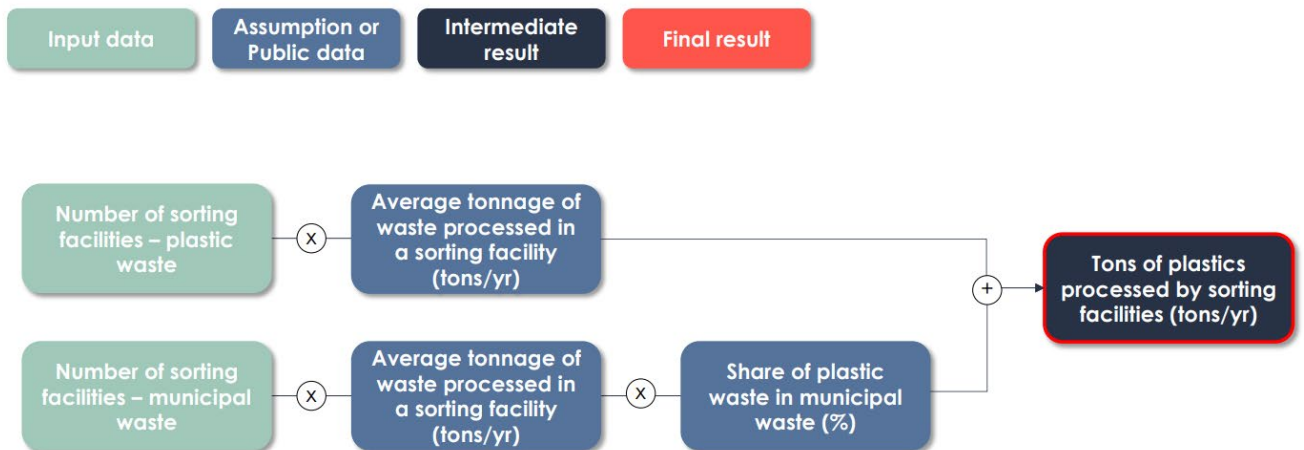 Input data
Assumption or
Public data
Intermediate
result
Final result
Number of sorting
facilities – plastic
waste
X
Average tonnage of
waste processed in
a sorting facility
(tons/yr)
+
Tons of plastics
processed by sorting
facilities (tons/yr)
Number of sorting
facilities – municipal
waste
X
Average tonnage of
waste processed in
a sorting facility
(tons/yr)
X
Share of plastic
waste in municipal
waste (%)